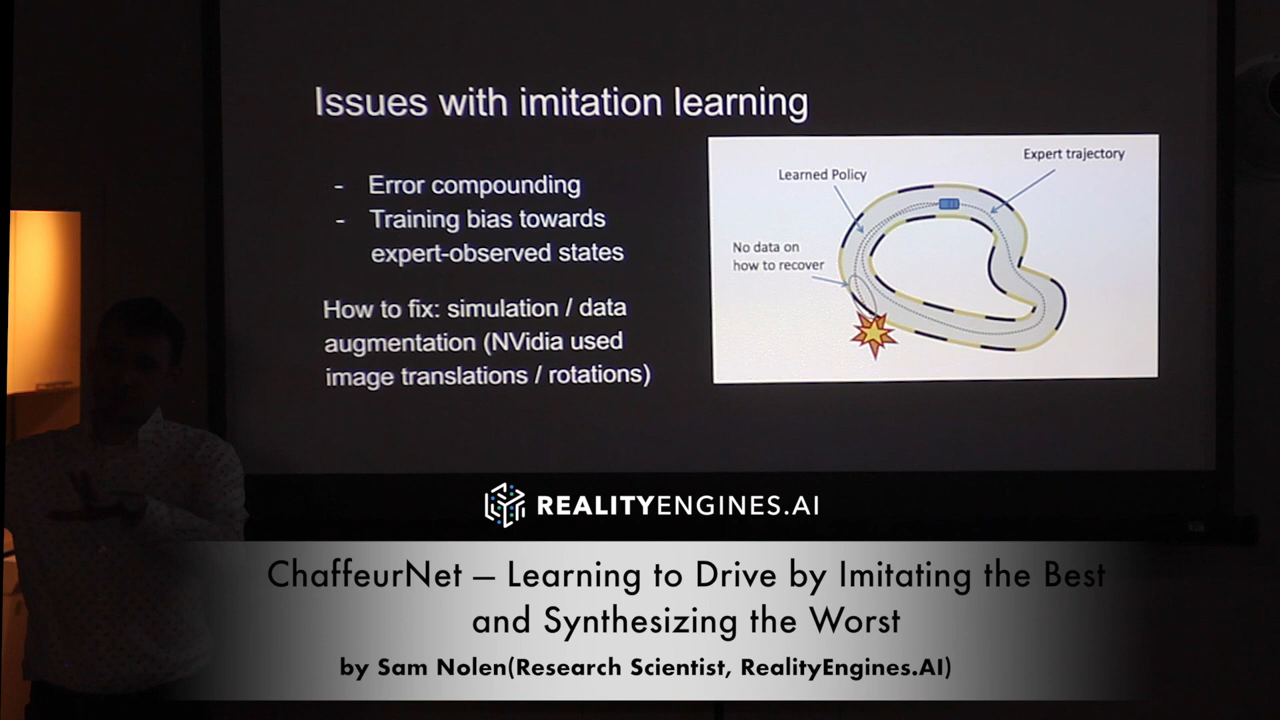 Issues with imitation learning
- Error compounding
- Training bias towards
expert-observed states
How to fix: simulation / data
augmentation (NVidia used
image translations / rotations)
Expert trajectory
Learned Policy
No data on
how to recover
REALITYENGINES.AI
ChaffeurNet — Learning to Drive by Imitating the Best
and Synthesizing the Worst
by Sam Nolen(Research Scientist, RealityEngines.AI)